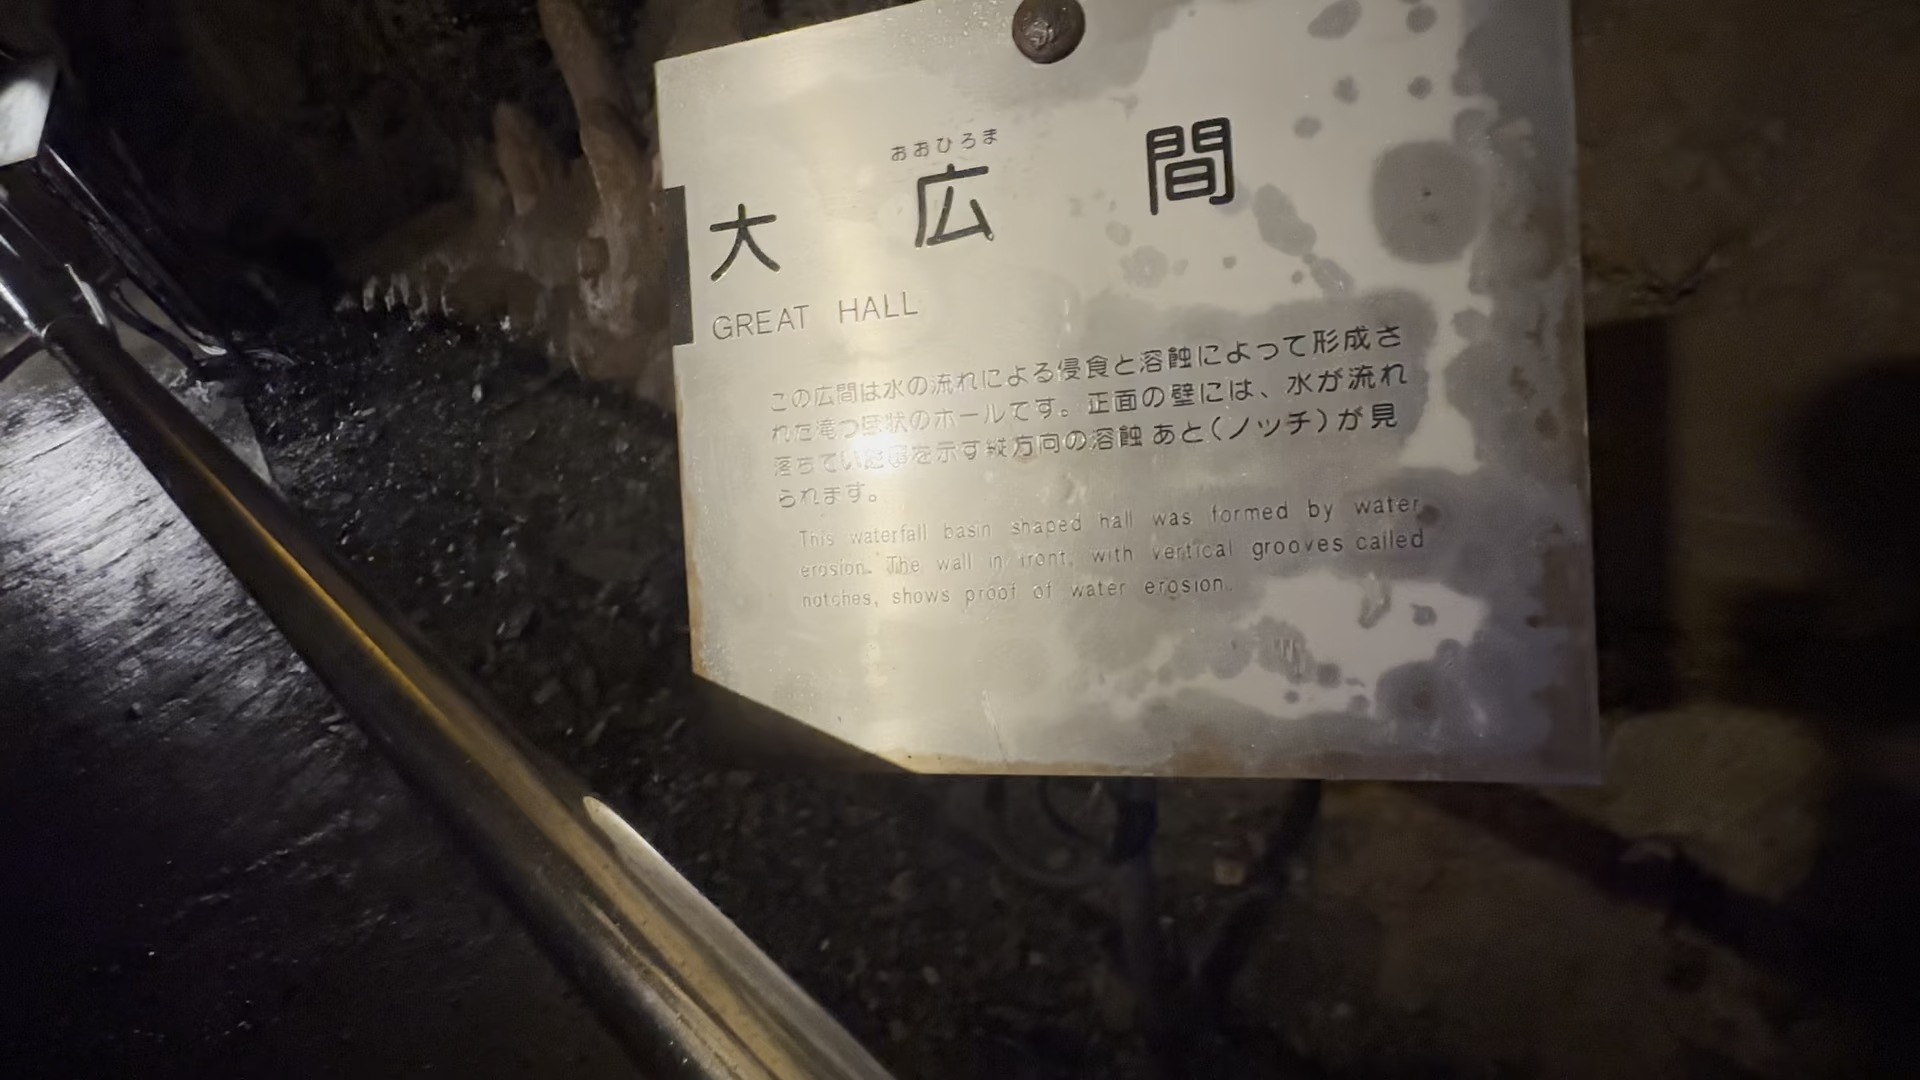 おおひろま
大広間
GREAT HALL
この広間は水の流れによる侵食と溶蝕によって形成さ
れた滝つぼ状のホールです。正面の壁には、水が流れ
落ちていた事を示す縦方向の溶蝕あと(ノッチ)が見
られます。
This waterfall basin shaped hall was formed by water
erosion. The wall in front, with vertical grooves called
notches, shows proof of water erosion.